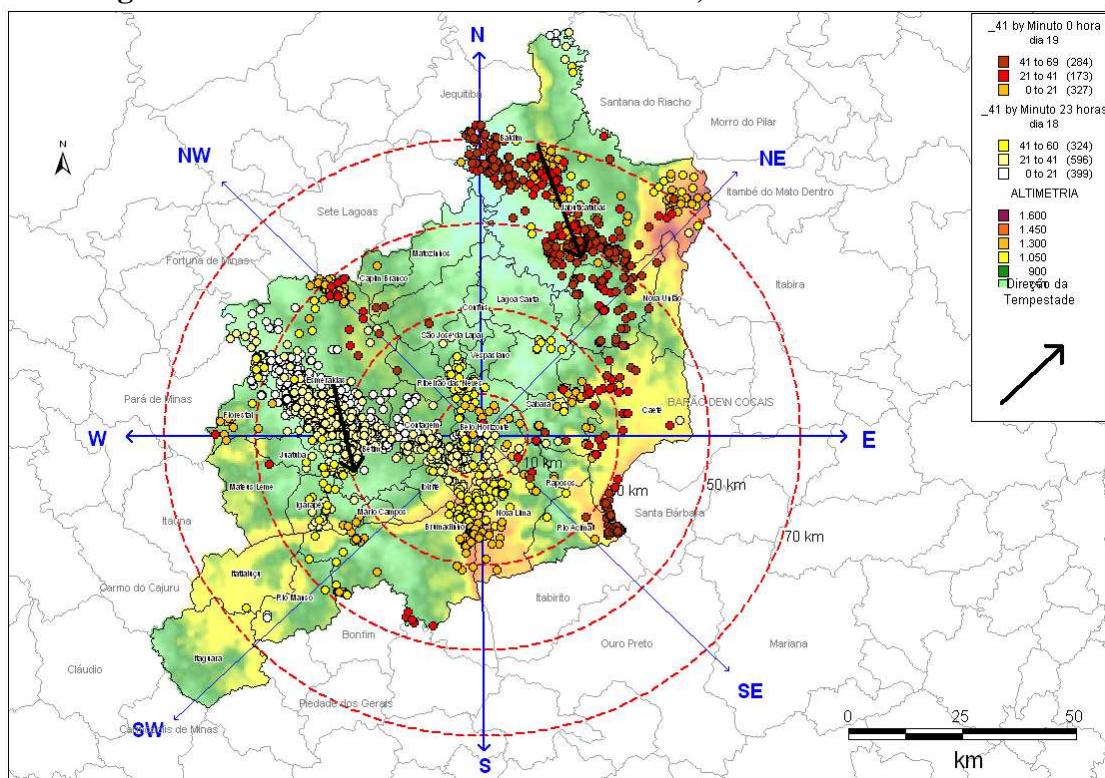 N
Jequitibá
Santana do Riacho
Baldim
Morro do Pilar
NW
NE
Itambé do Mato Dentro
Jaboticatubas
Sete Lagoas
Matozinhos
Fortuna de Minas
Capim Branco
Itabira
Lagoa Santa
Nova União
Confins
São José da Lapa
Vespasiano
Esmeraldas
Ribeirão das Neves
Pará de Minas
Sabará
BARÃO DE
COCAIS
Florestal
Caeté
Contagem
Belo Horizonte
W
E
Betim
Juatuba
10 km
Mateus Leme
Ibirité
Raposos
0 km
50 km
Igarapé
Mário Campos
Nova Lima
Santa Bárbara
Itaúna
Brumadinho
Rio Acima
70 km
Itatiaiuçu
Carmo do Cajuru
Rio Manso
Itabirito
Bonfim
Ouro Preto
Mariana
Itaguara
Cláudio
SE
Piedade dos Gerais
SW
S
_41 by Minuto 0 hora
dia 19
41 to 69 (284)
21 to 41 (173)
0 to 21 (327)
_41 by Minuto 23 horas
dia 18
41 to 60 (324)
21 to 41 (596)
0 to 21 (399)
ALTIMETRIA
1.600
1.450
1.300
1.050
900
Direção da
Tempestade
0 25 50
km